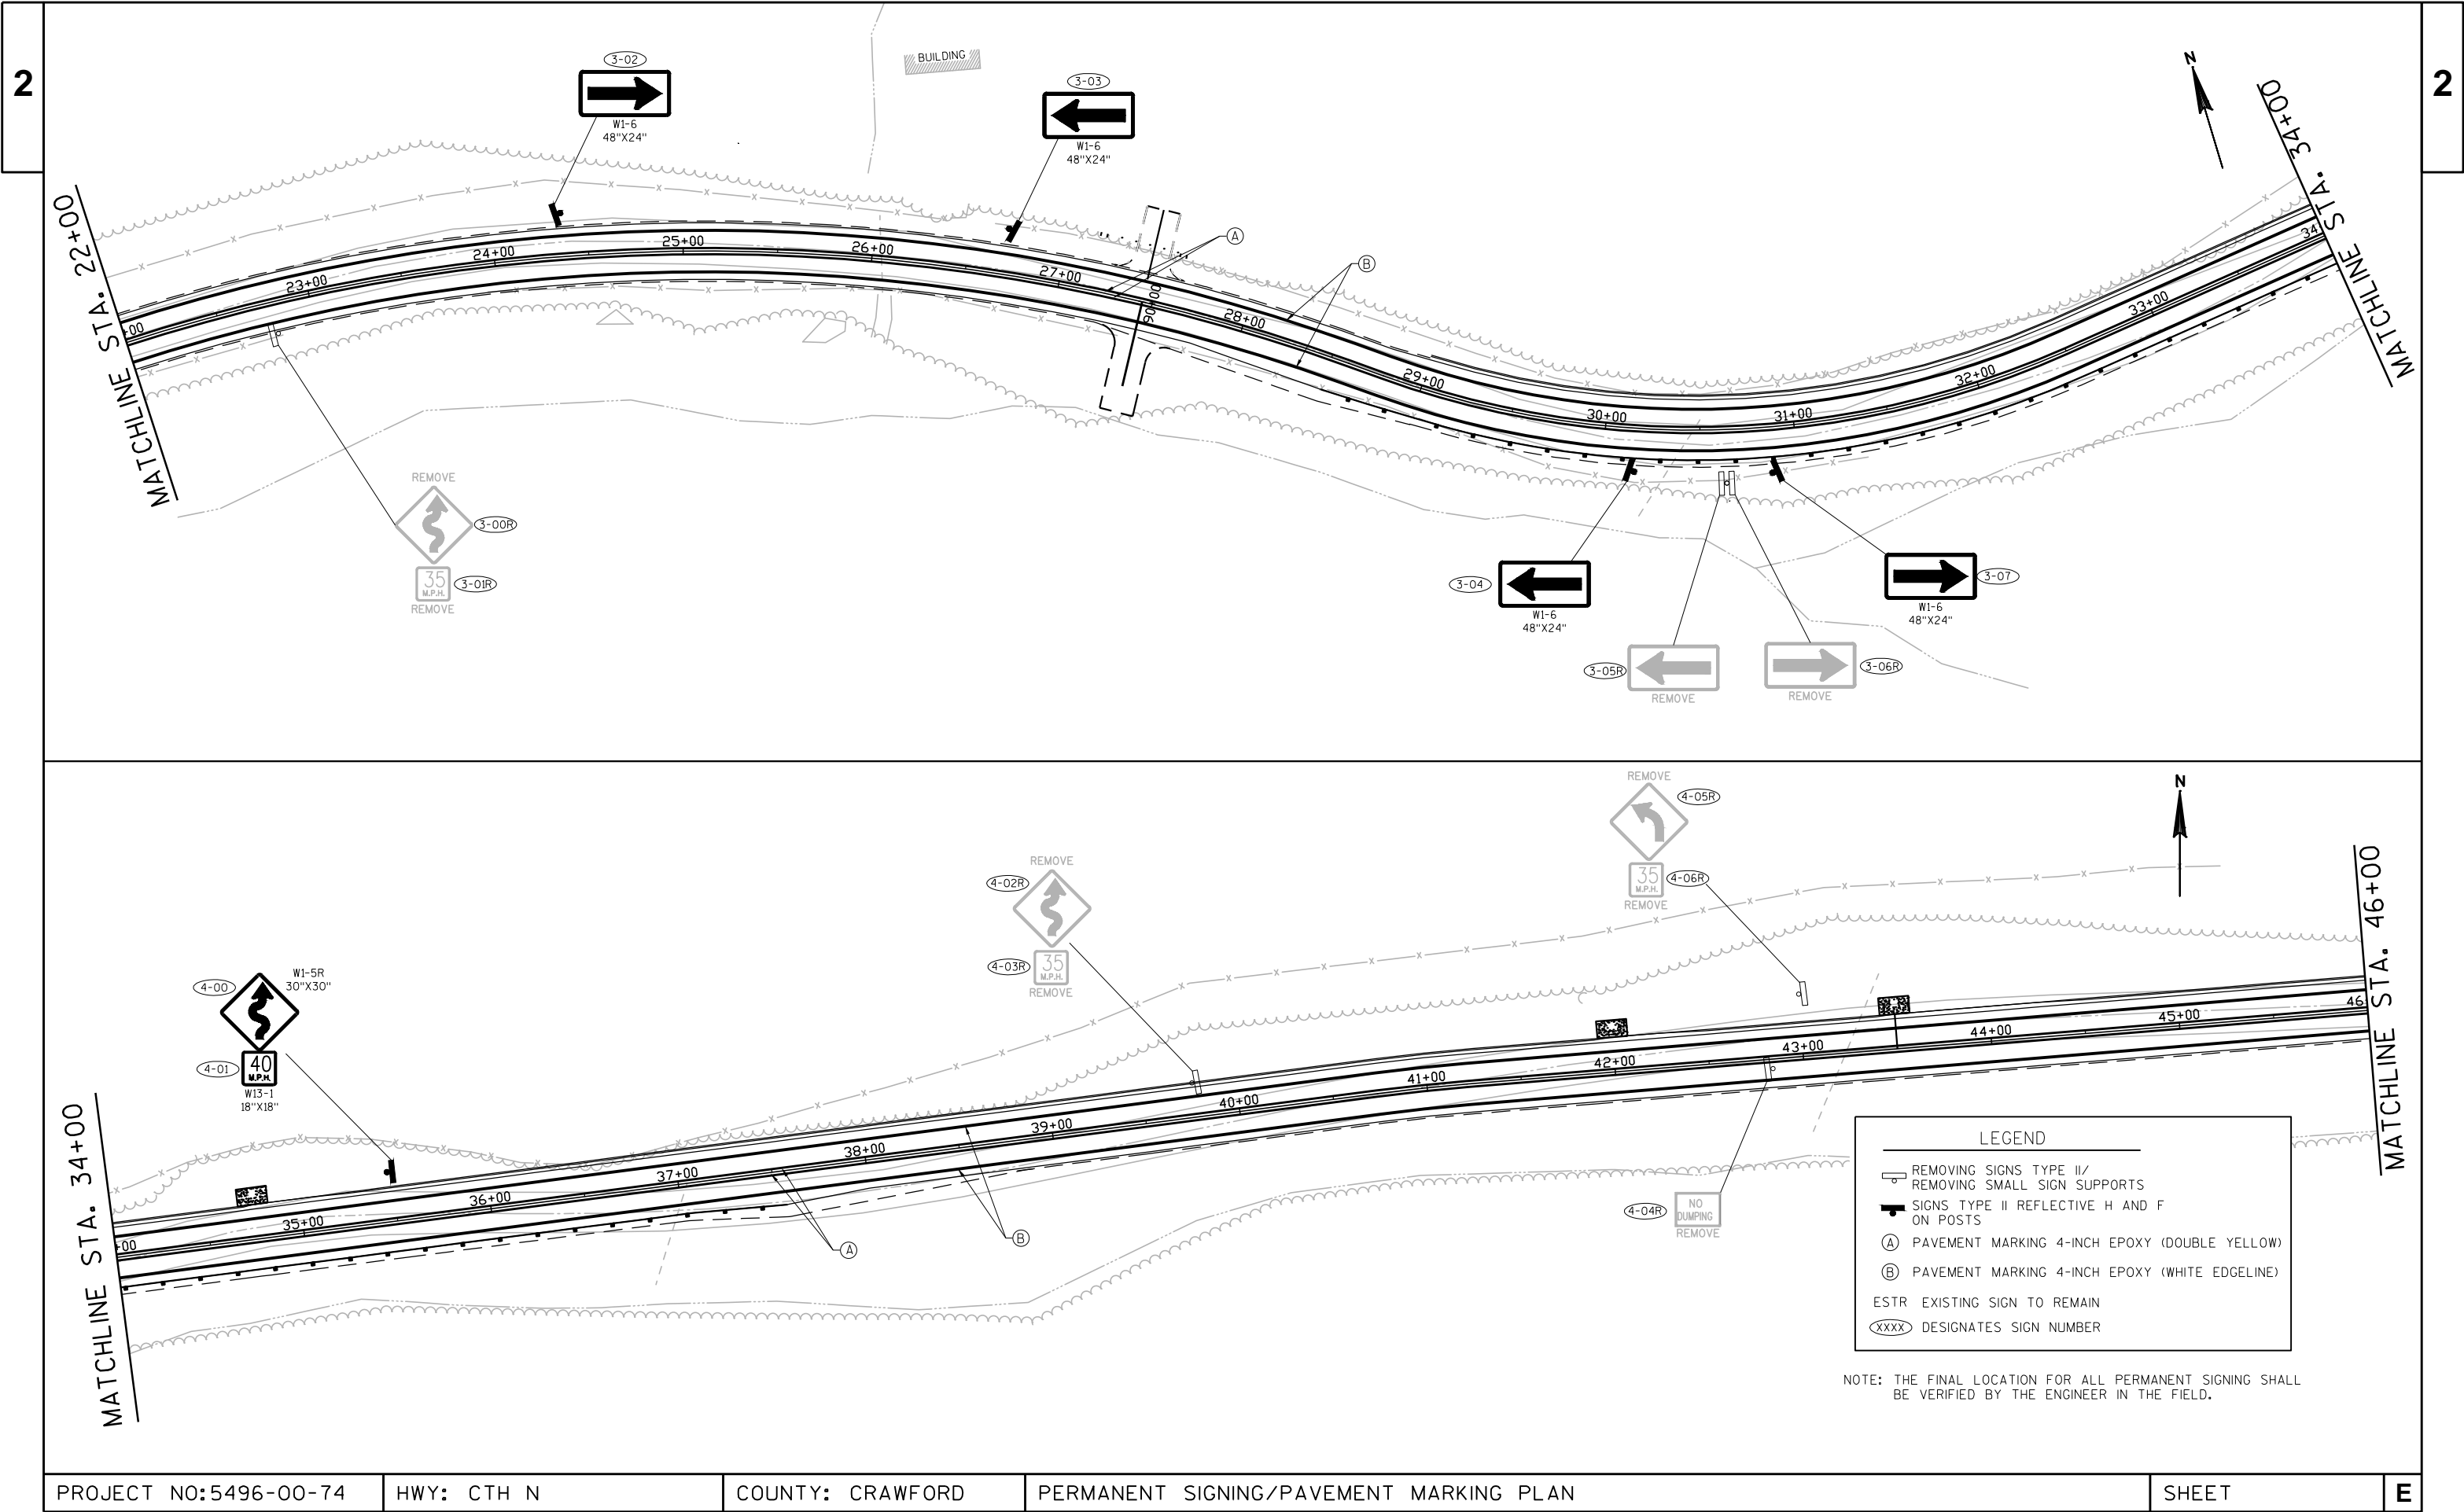 2
2
BUILDING
3-02
W1-6
48"X24"
3-03
W1-6
48"X24"
N
MATCHLINE STA. 22+00
MATCHLINE STA. 34+00
+00
23+00
24+00
25+00
26+00
27+00
28+00
29+00
30+00
31+00
32+00
33+00
34
A
B
REMOVE
3-00R
35
M.P.H.
3-01R
REMOVE
3-04
W1-6
48"X24"
3-05R
REMOVE
3-06R
REMOVE
3-07
W1-6
48"X24"
REMOVE
4-05R
35
M.P.H.
4-06R
REMOVE
N
REMOVE
4-02R
4-03R
35
M.P.H.
REMOVE
4-00
W1-5R
30"X30"
4-01
40
M.P.H.
W13-1
18"X18"
MATCHLINE STA. 34+00
MATCHLINE STA. 46+00
+00
35+00
36+00
37+00
38+00
39+00
40+00
41+00
42+00
43+00
44+00
45+00
46
A
B
4-04R
NO
DUMPING
REMOVE
LEGEND
REMOVING SIGNS TYPE II/
REMOVING SMALL SIGN SUPPORTS
SIGNS TYPE II REFLECTIVE H AND F
ON POSTS
A PAVEMENT MARKING 4-INCH EPOXY (DOUBLE YELLOW)
B PAVEMENT MARKING 4-INCH EPOXY (WHITE EDGELINE)
ESTR EXISTING SIGN TO REMAIN
XXXX DESIGNATES SIGN NUMBER
NOTE: THE FINAL LOCATION FOR ALL PERMANENT SIGNING SHALL
BE VERIFIED BY THE ENGINEER IN THE FIELD.
PROJECT NO:5496-00-74
HWY: CTH N
COUNTY: CRAWFORD
PERMANENT SIGNING/PAVEMENT MARKING PLAN
SHEET
E